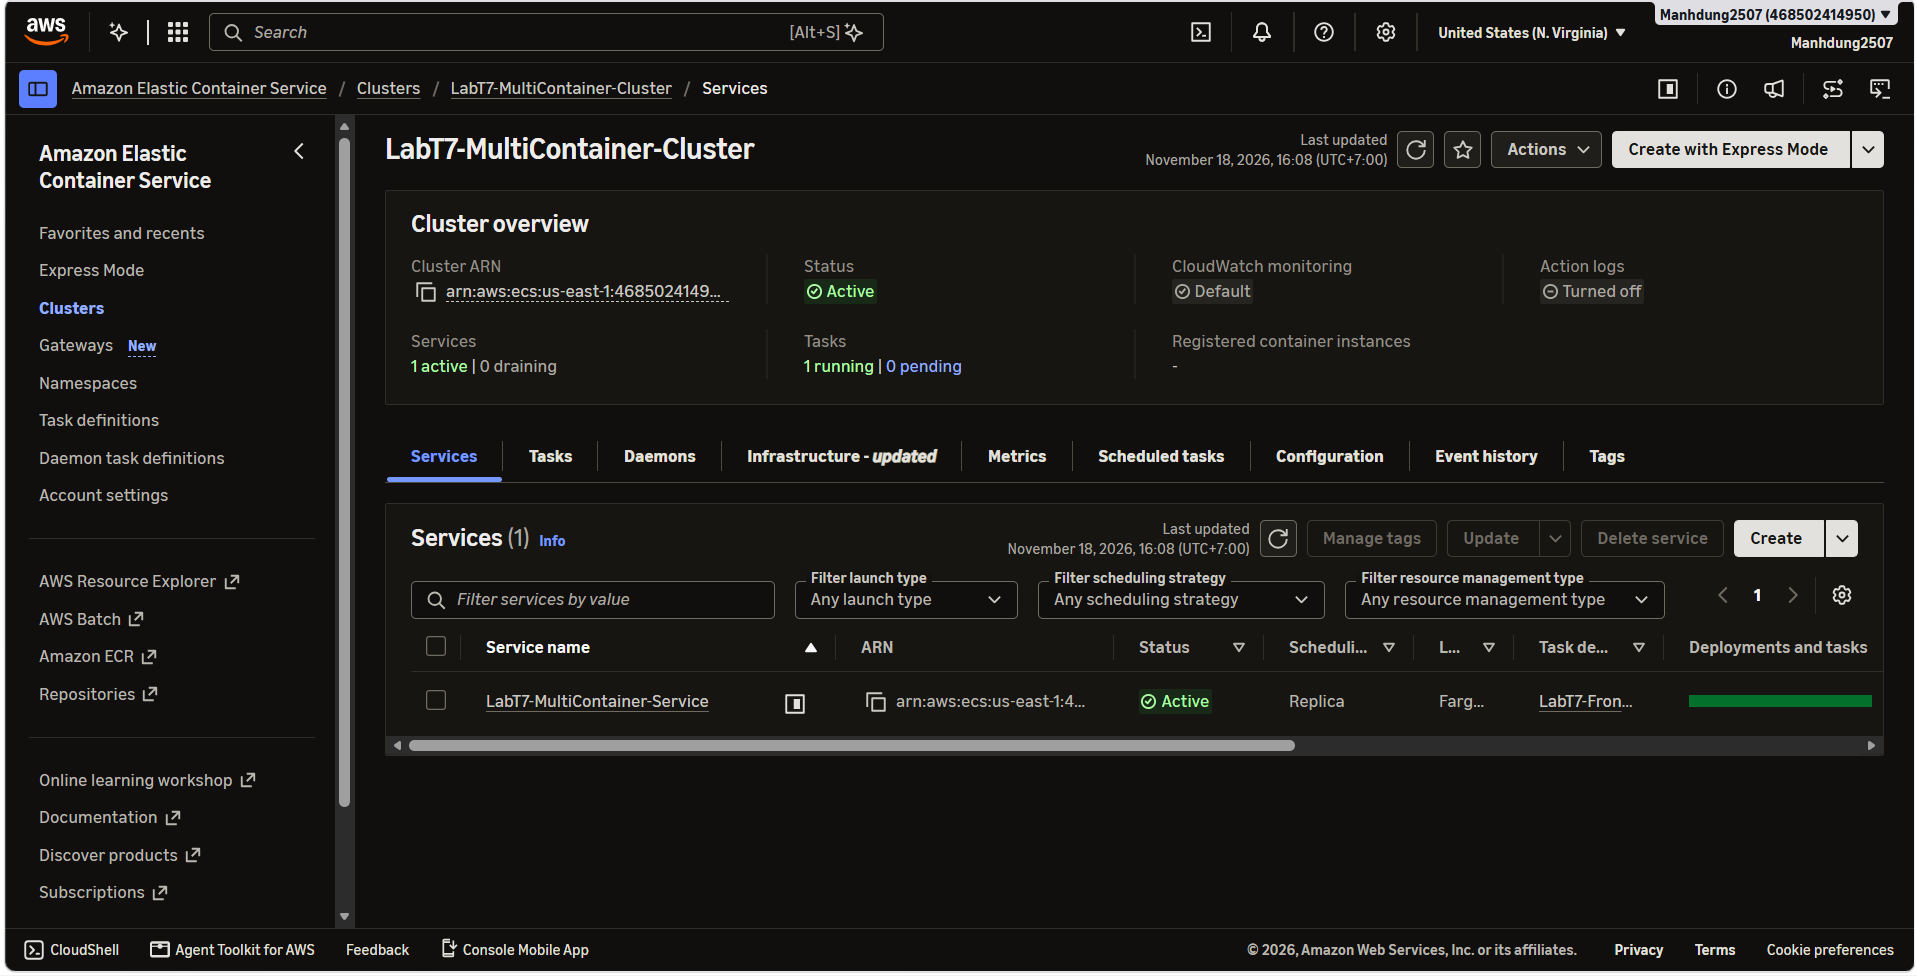 aws
Search [Alt+S]
United States (N. Virginia)
Manhdung2507 (468502414950)
Manhdung2507
Amazon Elastic Container Service / Clusters / LabT7-MultiContainer-Cluster / Services
Amazon Elastic
Container Service
Favorites and recents
Express Mode
Clusters
Gateways New
Namespaces
Task definitions
Daemon task definitions
Account settings
AWS Resource Explorer
AWS Batch
Amazon ECR
Repositories
Online learning workshop
Documentation
Discover products
Subscriptions
LabT7-MultiContainer-Cluster
Last updated
November 18, 2026, 16:08 (UTC+7:00)
Actions
Create with Express Mode
Cluster overview
Cluster ARN
arn:aws:ecs:us-east-1:4685024149...
Status
Active
CloudWatch monitoring
Default
Action logs
Turned off
Services
1 active | 0 draining
Tasks
1 running | 0 pending
Registered container instances
-
Services Tasks Daemons Infrastructure - updated Metrics Scheduled tasks Configuration Event history Tags
Services (1) Info
Last updated
November 18, 2026, 16:08 (UTC+7:00)
Manage tags
Update
Delete service
Create
Filter services by value
Filter launch type
Any launch type
Filter scheduling strategy
Any scheduling strategy
Filter resource management type
Any resource management type
1
Service name ARN Status Scheduli... L... Task de... Deployments and tasks
LabT7-MultiContainer-Service arn:aws:ecs:us-east-1:4... Active Replica Farg... LabT7-Fron...
CloudShell Agent Toolkit for AWS Feedback Console Mobile App
© 2026, Amazon Web Services, Inc. or its affiliates. Privacy Terms Cookie preferences